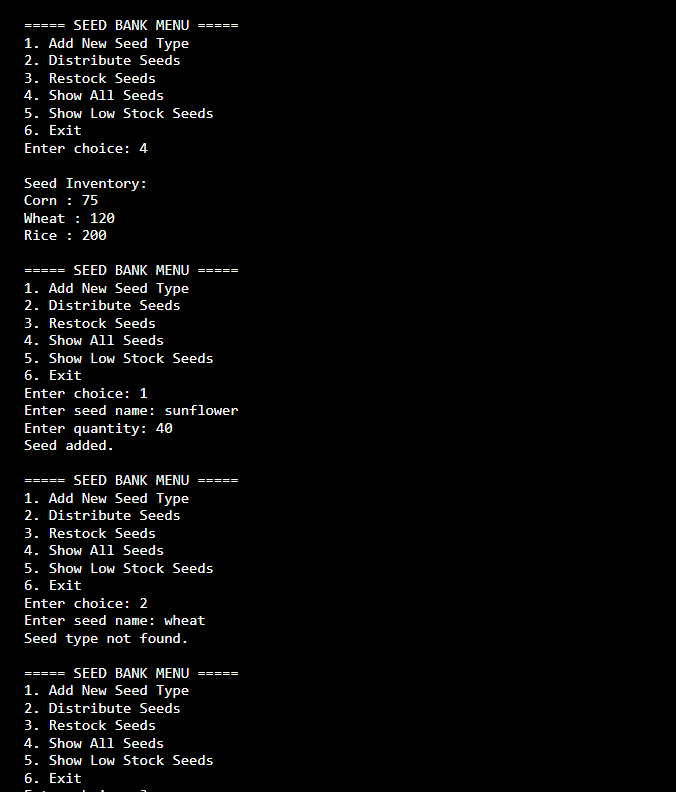 ===== SEED BANK MENU =====
1. Add New Seed Type
2. Distribute Seeds
3. Restock Seeds
4. Show All Seeds
5. Show Low Stock Seeds
6. Exit
Enter choice: 4
Seed Inventory:
Corn : 75
Wheat : 120
Rice : 200
===== SEED BANK MENU =====
1. Add New Seed Type
2. Distribute Seeds
3. Restock Seeds
4. Show All Seeds
5. Show Low Stock Seeds
6. Exit
Enter choice: 1
Enter seed name: sunflower
Enter quantity: 40
Seed added.
===== SEED BANK MENU =====
1. Add New Seed Type
2. Distribute Seeds
3. Restock Seeds
4. Show All Seeds
5. Show Low Stock Seeds
6. Exit
Enter choice: 2
Enter seed name: wheat
Seed type not found.
===== SEED BANK MENU =====
1. Add New Seed Type
2. Distribute Seeds
3. Restock Seeds
4. Show All Seeds
5. Show Low Stock Seeds
6. Exit